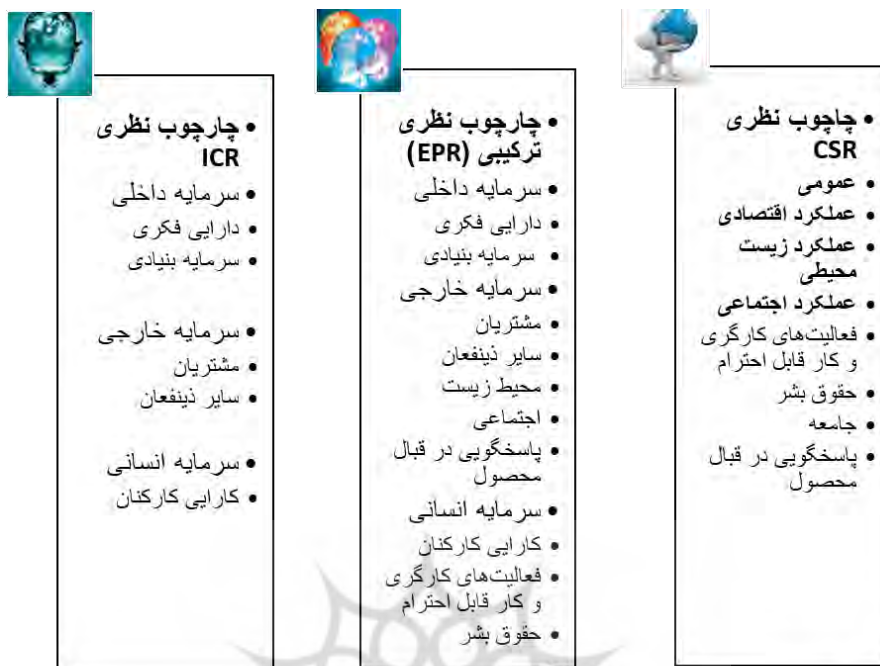 • چاچوب نظری
CSR
• عمومی
• عملکرد اقتصادی
• عملکرد زیست
محیطی
• عملکرد اجتماعی
• فعالیت‌های کارگری
و کار قابل احترام
• حقوق بشر
• جامعه
• پاسخگویی در قبال
محصول
• چارچوب نظری
ترکیبی (EPR)
• سرمایه داخلی
• دارایی فکری
• سرمایه بنیادی
• سرمایه خارجی
• مشتریان
• سایر ذینفعان
• محیط زیست
• اجتماعی
• پاسخگویی در قبال
محصول
• سرمایه انسانی
• کارایی کارکنان
• فعالیت‌های کارگری
و کار قابل احترام
• حقوق بشر
• چارچوب نظری
ICR
• سرمایه داخلی
• دارایی فکری
• سرمایه بنیادی
• سرمایه خارجی
• مشتریان
• سایر ذینفعان
• سرمایه انسانی
• کارایی کارکنان